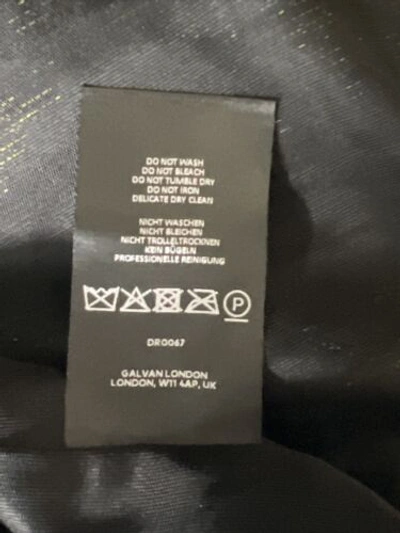 DO NOT WASH
DO NOT BLEACH
DO NOT TUMBLE DRY
DO NOT IRON
DELICATE DRY CLEAN
NICHT WASCHEN
NICHT BLEICHEN
NICHT TROLLELTROCKNEN
KEIN BÜGELN
PROFESSIONELLE REINIGUNG
P
DR0067
GALVAN LONDON
LONDON, W11 4AP, UK